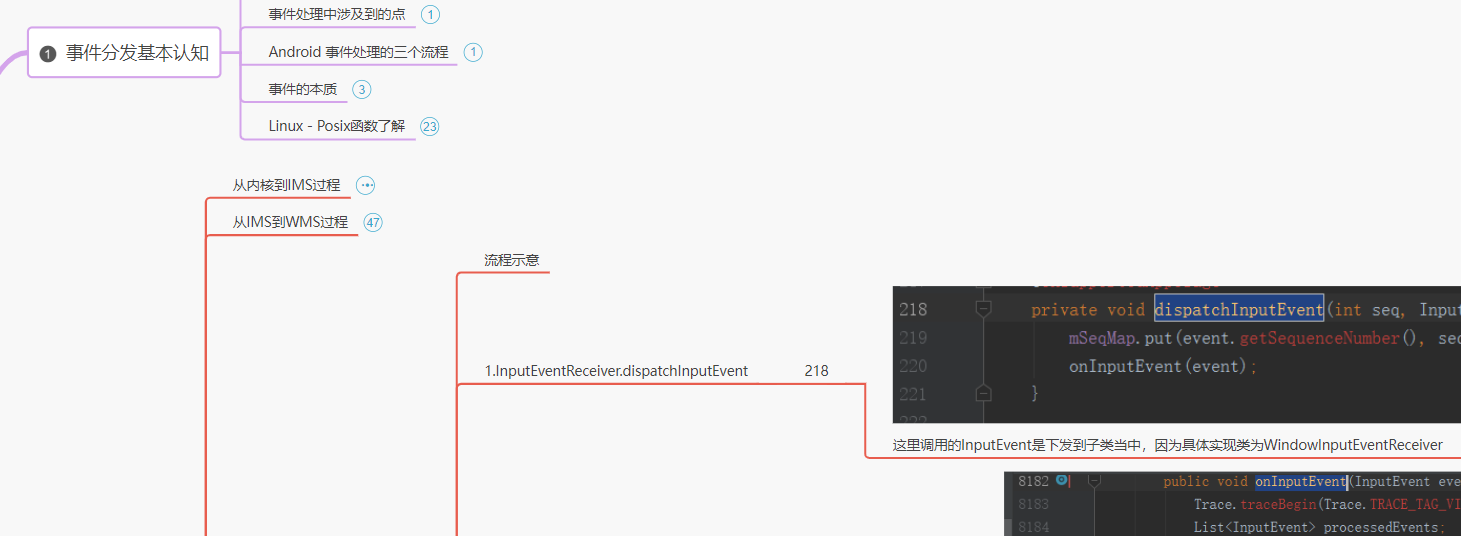 事件处理中涉及到的点 1
❶ 事件分发基本认知
Android 事件处理的三个流程 1
事件的本质 3
Linux - Posix函数了解 23
从内核到IMS过程
从IMS到WMS过程 47
流程示意
218 private void dispatchInputEvent(int seq, Inpu
219 mSeqMap.put(event.getSequenceNumber(), se
220 onInputEvent(event);
221 }
1.InputEventReceiver.dispatchInputEvent 218
这里调用的InputEvent是下发到子类当中，因为具体实现类为WindowInputEventReceiver
8182 public void onInputEvent(InputEvent eve
8183 Trace.traceBegin(Trace.TRACE_TAG_VI
8184 List<InputEvent> processedEvents;